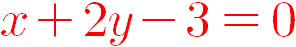 x + 2y − 3 = 0